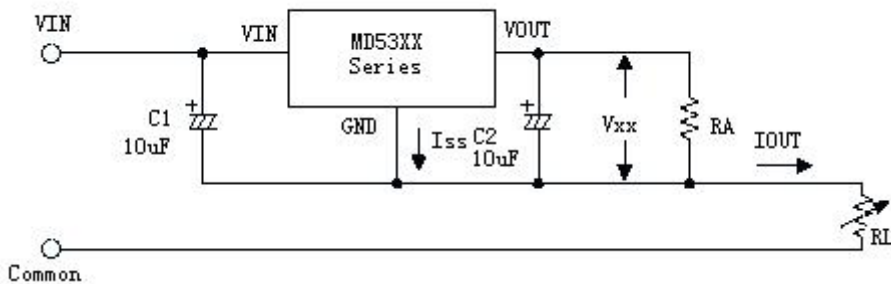 VIN
VIN
MD53XX
Series
VOUT
C1
10uF
GND
Iss
C2
10uF
Vxx
RA
IOUT
RL
Common